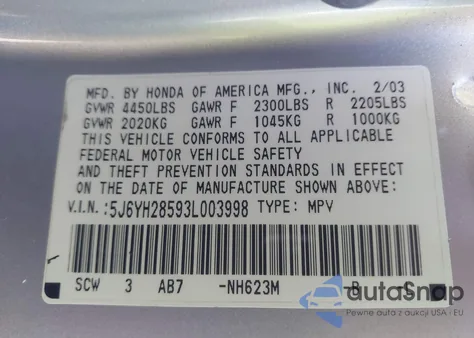 MFD. BY HONDA OF AMERICA MFG., INC. 2/03
GVWR 4450LBS GAWR F 2300LBS R 2205LBS
GVWR 2020KG GAWR F 1045KG R 1000KG
THIS VEHICLE CONFORMS TO ALL APPLICABLE
FEDERAL MOTOR VEHICLE SAFETY
AND THEFT PREVENTION STANDARDS IN EFFECT
ON THE DATE OF MANUFACTURE SHOWN ABOVE:
V.I.N.:5J6YH28593L003998 TYPE: MPV
SCW 3 AB7 -NH623M -B
autoSnap
Pewne auta z aukcji USA i EU